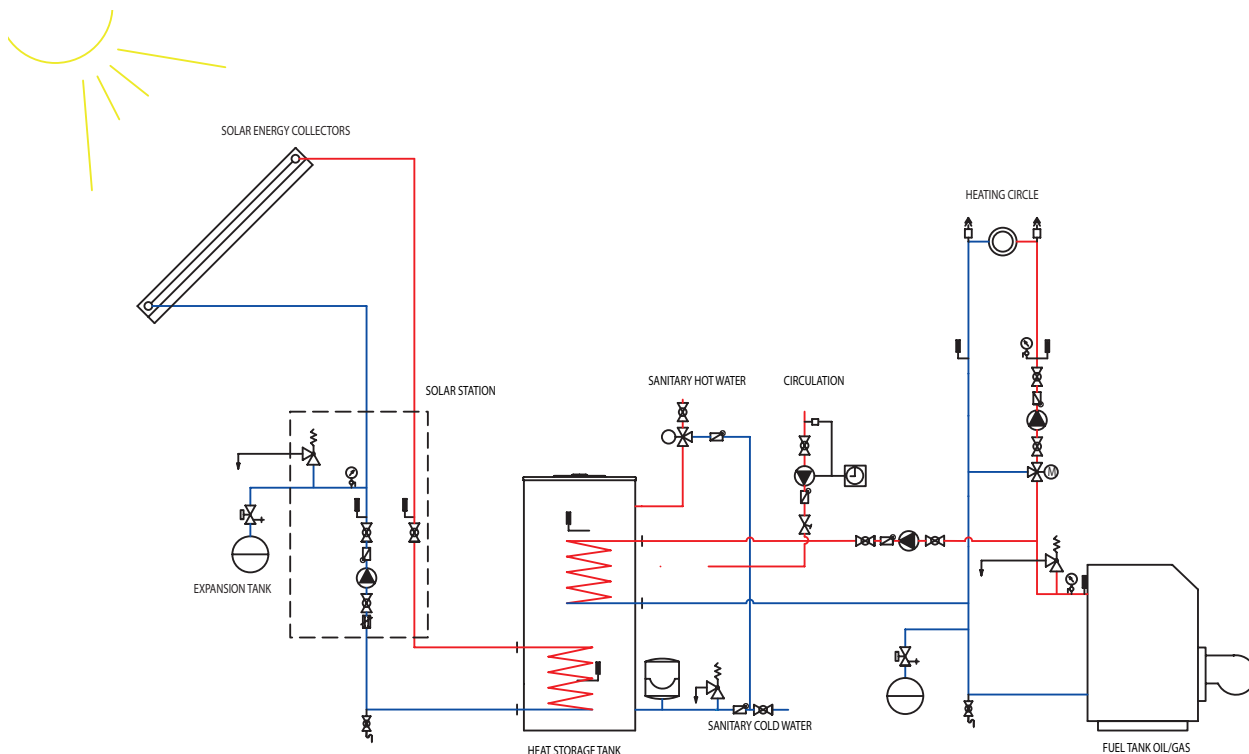 SOLAR ENERGY COLLECTORS
HEATING CIRCLE
SOLAR STATION
SANITARY HOT WATER
CIRCULATION
M
EXPANSION TANK
SANITARY COLD WATER
HEAT STORAGE TANK
FUEL TANK OIL/GAS